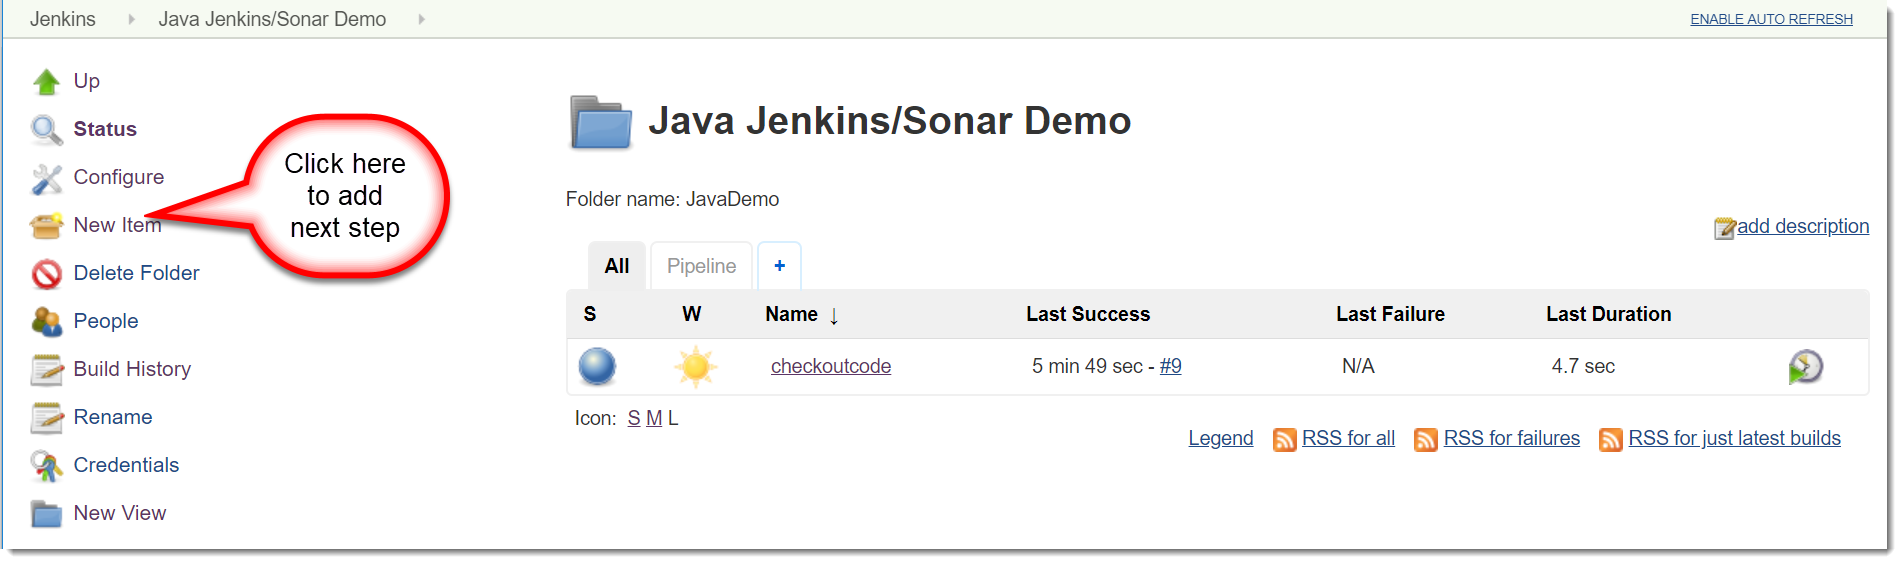 Jenkins Java Jenkins/Sonar Demo ENABLE AUTO REFRESH
Up
Status
Configure
New Item
Delete Folder
People
Build History
Rename
Credentials
New View
Click here
to add
next step
Java Jenkins/Sonar Demo
Folder name: JavaDemo
add description
All Pipeline +
S W Name ↓ Last Success Last Failure Last Duration
checkoutcode 5 min 49 sec - #9 N/A 4.7 sec
Icon: S M L
Legend RSS for all RSS for failures RSS for just latest builds